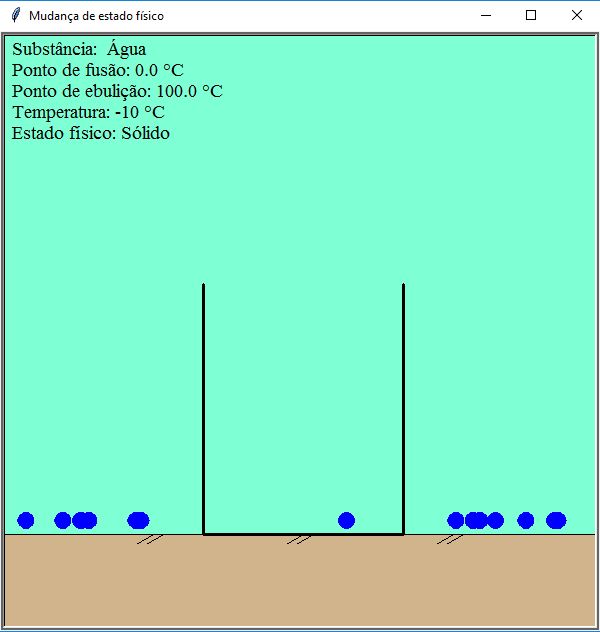 Mudança de estado físico
Substância: Água
Ponto de fusão: 0.0 °C
Ponto de ebulição: 100.0 °C
Temperatura: -10 °C
Estado físico: Sólido